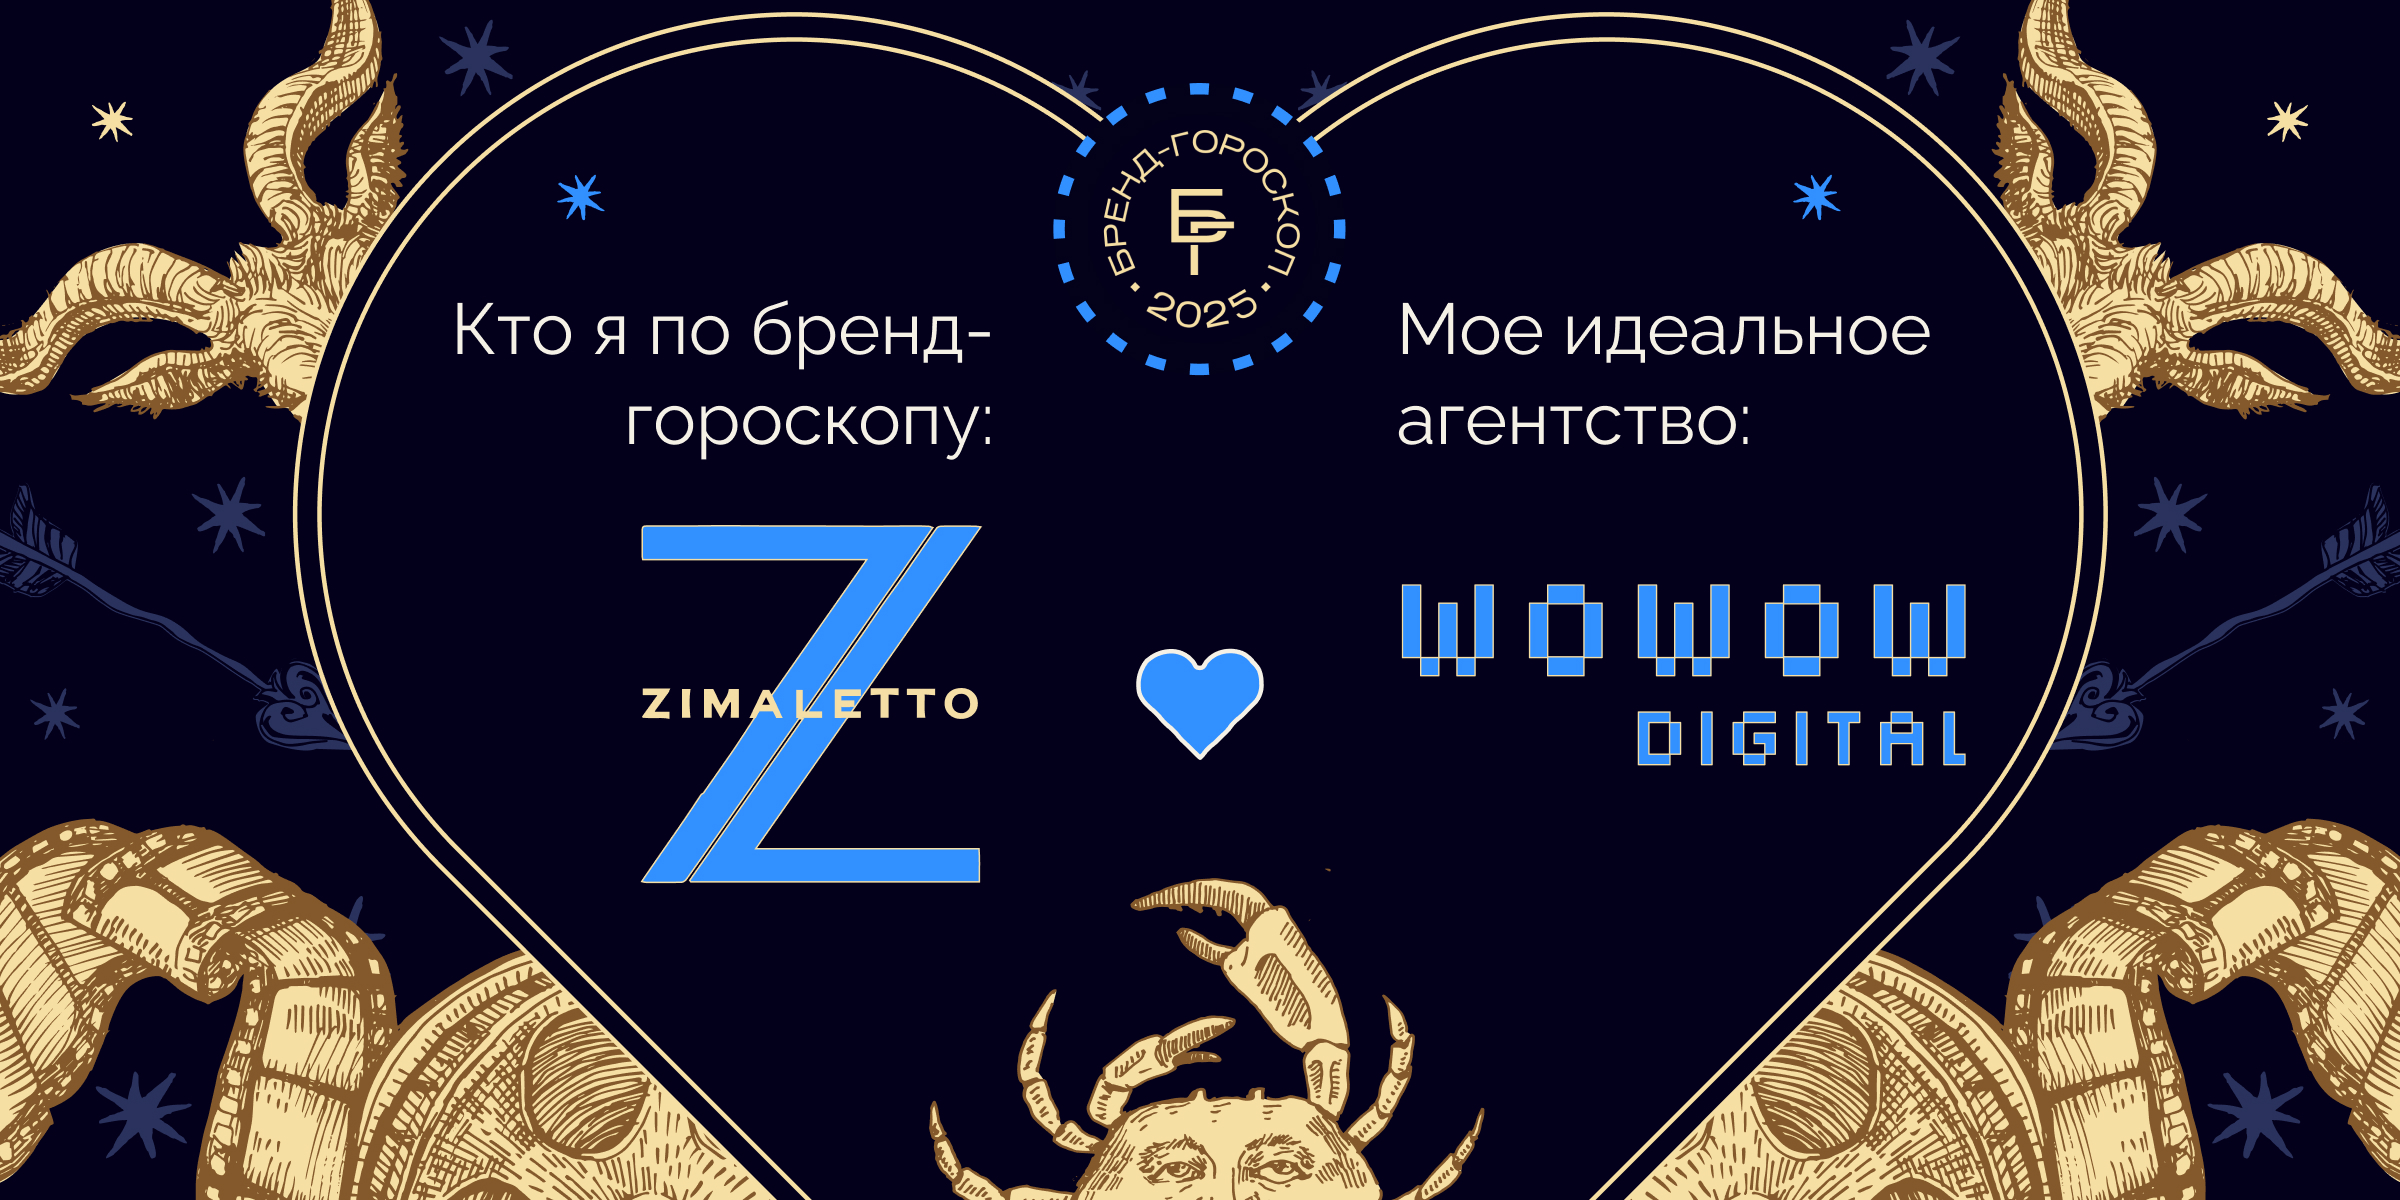 БРЕНД-ГОРОСКОП
БГ
• 2025 •
Кто я по бренд-
гороскопу:
ZIMALETTO
Мое идеальное
агентство:
WOWOW
DIGITAL